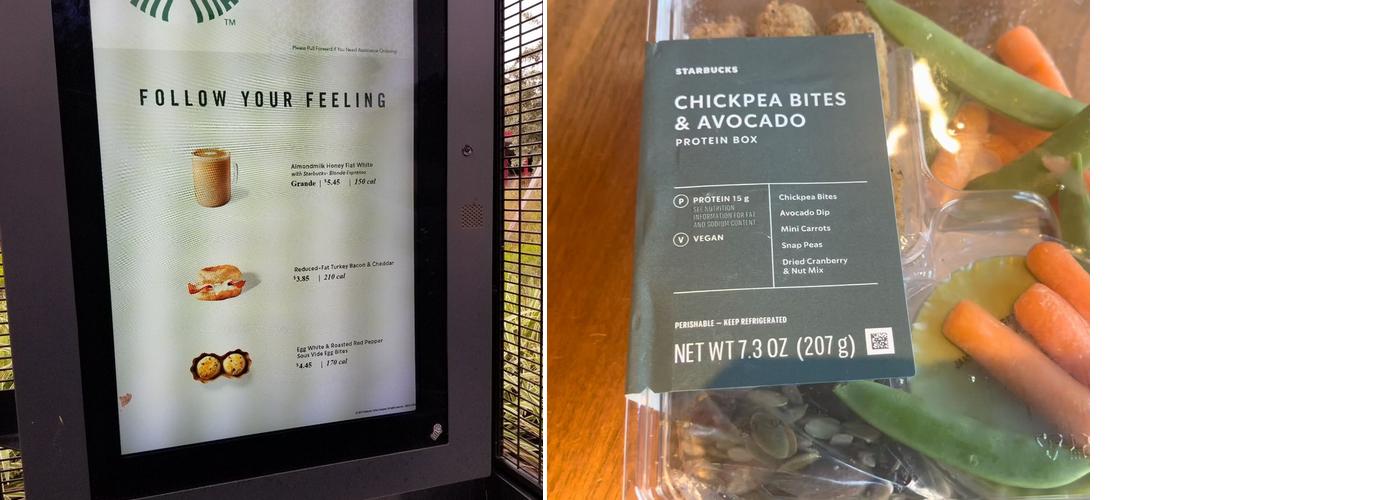 TM
Please Pull Forward If You Need Assistance Ordering!
FOLLOW YOUR FEELING
Almondmilk Honey Flat White
with Starbucks® Blonde Espresso
Grande | $5.45 | 150 cal
Reduced-Fat Turkey Bacon & Cheddar
$3.85 | 210 cal
Egg White & Roasted Red Pepper
Sous Vide Egg Bites
$4.45 | 170 cal
STARBUCKS
CHICKPEA BITES
& AVOCADO
PROTEIN BOX
P PROTEIN 15 g
SEE NUTRITION
INFORMATION FOR FAT
AND SODIUM CONTENT
V VEGAN
Chickpea Bites
Avocado Dip
Mini Carrots
Snap Peas
Dried Cranberry
& Nut Mix
PERISHABLE — KEEP REFRIGERATED
NET WT 7.3 OZ (207 g)